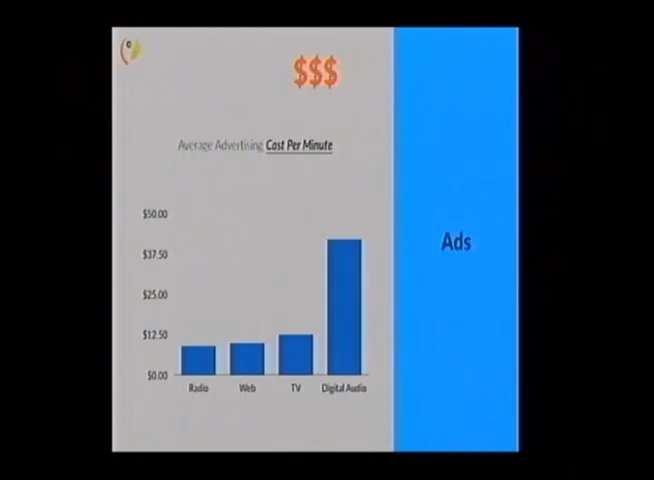 $$$
Average Advertising Cost Per Minute
$50.00
$37.50
$25.00
$12.50
$0.00
Radio
Web
TV
Digital Audio
Ads